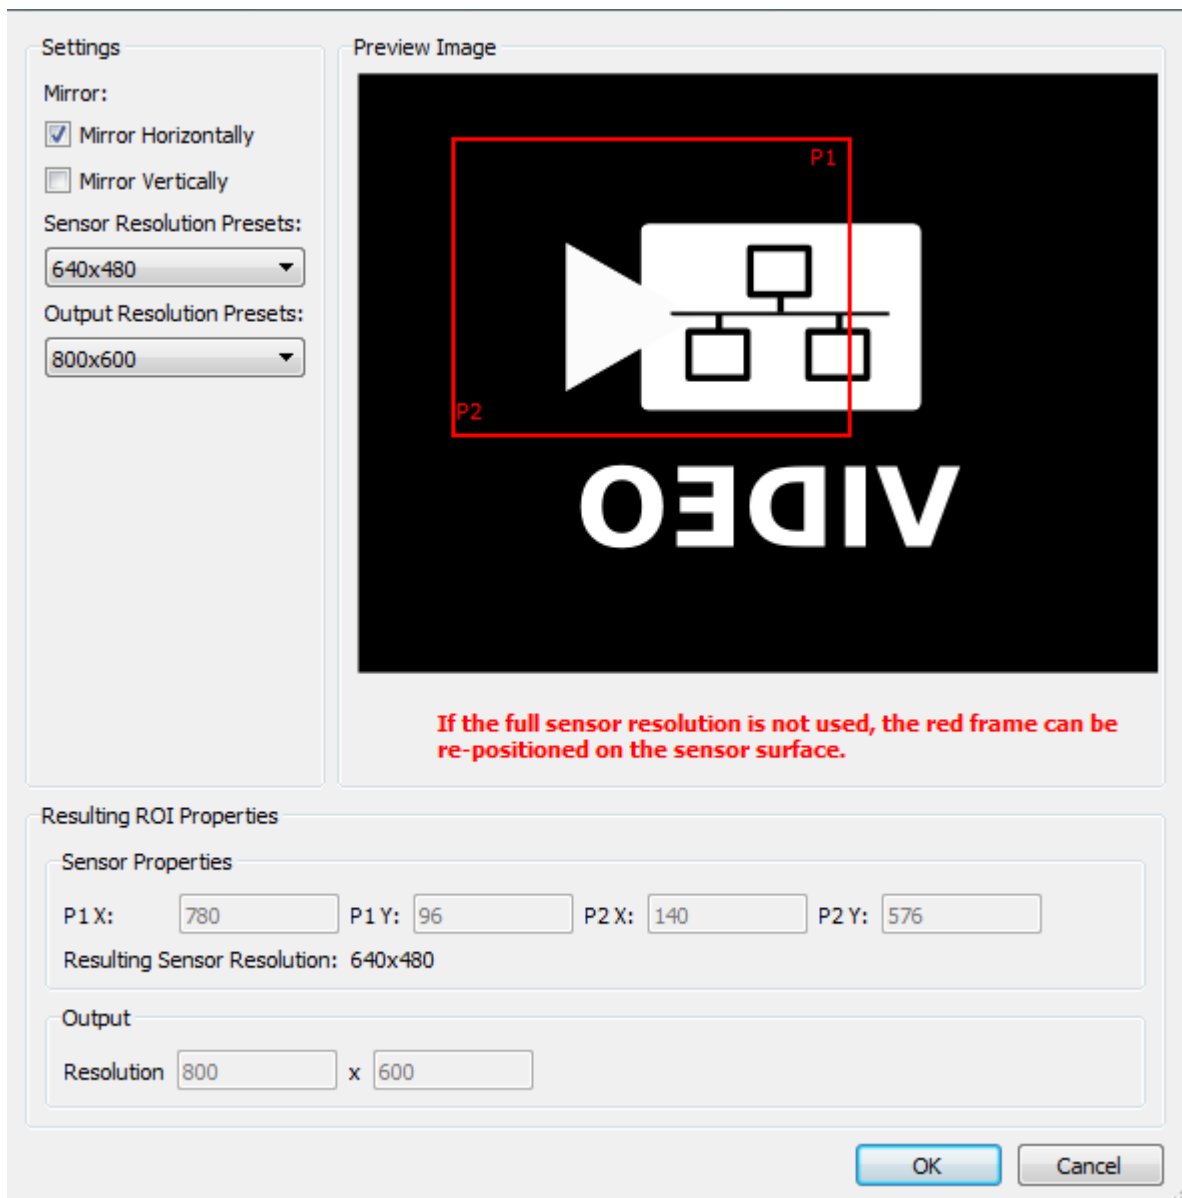 Settings
Mirror:
Mirror Horizontally
Mirror Vertically
Sensor Resolution Presets:
640x480
Output Resolution Presets:
800x600
Preview Image
P1
P2
VIDEO
If the full sensor resolution is not used, the red frame can be
re-positioned on the sensor surface.
Resulting ROI Properties
Sensor Properties
P1 X: 780 P1 Y: 96 P2 X: 140 P2 Y: 576
Resulting Sensor Resolution: 640x480
Output
Resolution 800 x 600
OK Cancel